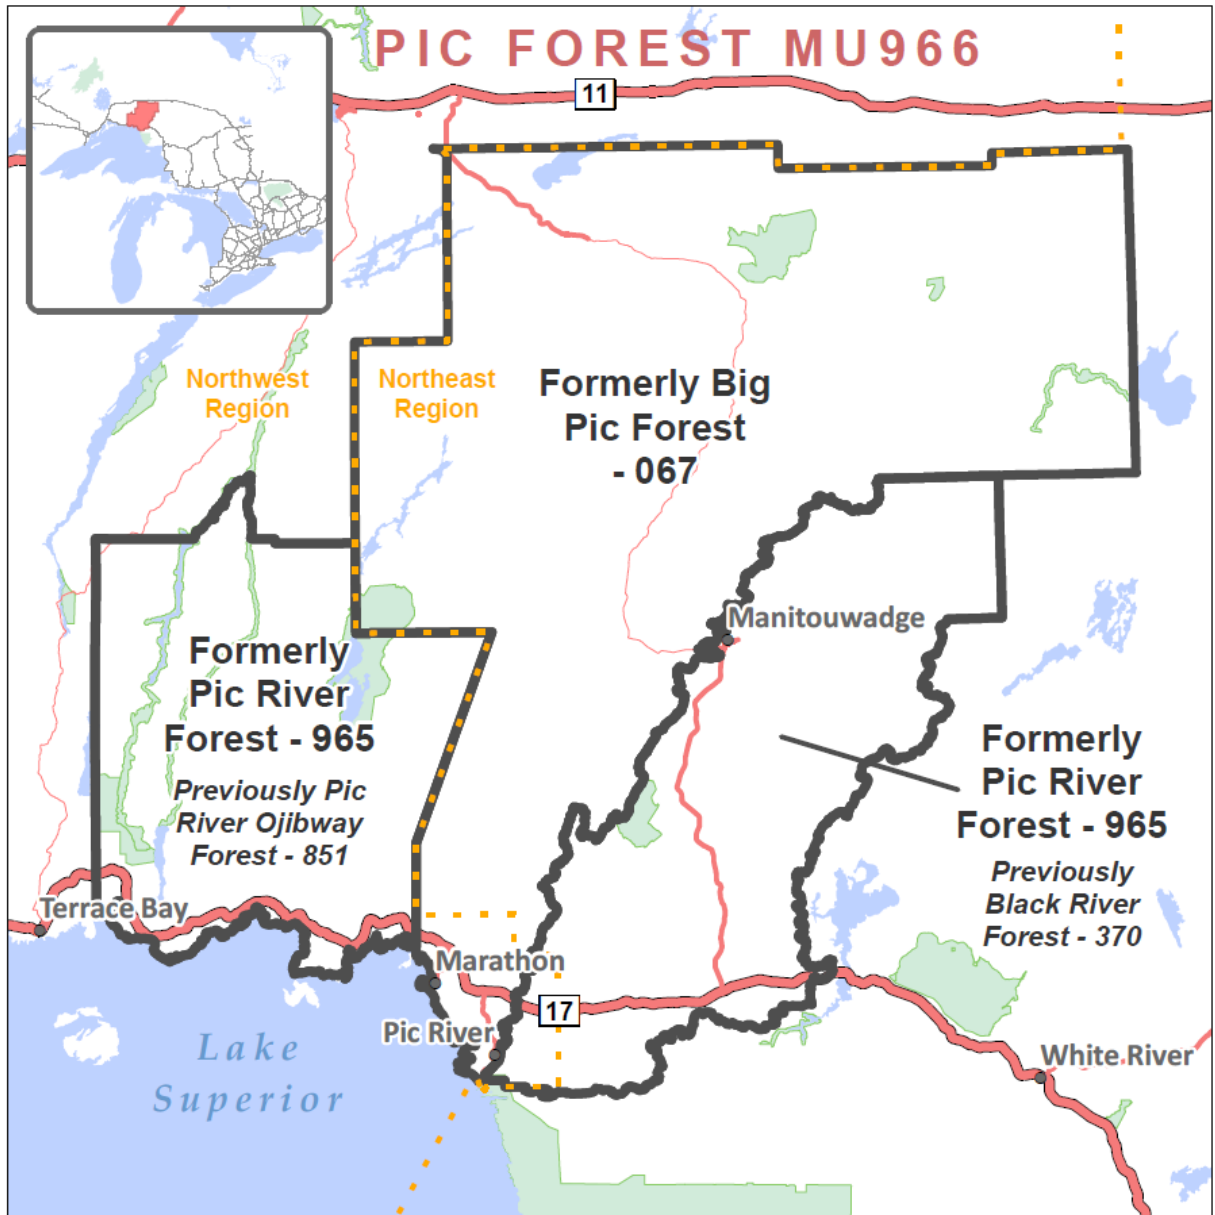 PIC FOREST MU966
11
Northwest
Region
Northeast
Region
Formerly Big
Pic Forest
- 067
Manitouwadge
Formerly
Pic River
Forest - 965
Previously Pic
River Ojibway
Forest - 851
Formerly
Pic River
Forest - 965
Previously
Black River
Forest - 370
Terrace Bay
Marathon
17
Pic River
White River
Lake
Superior